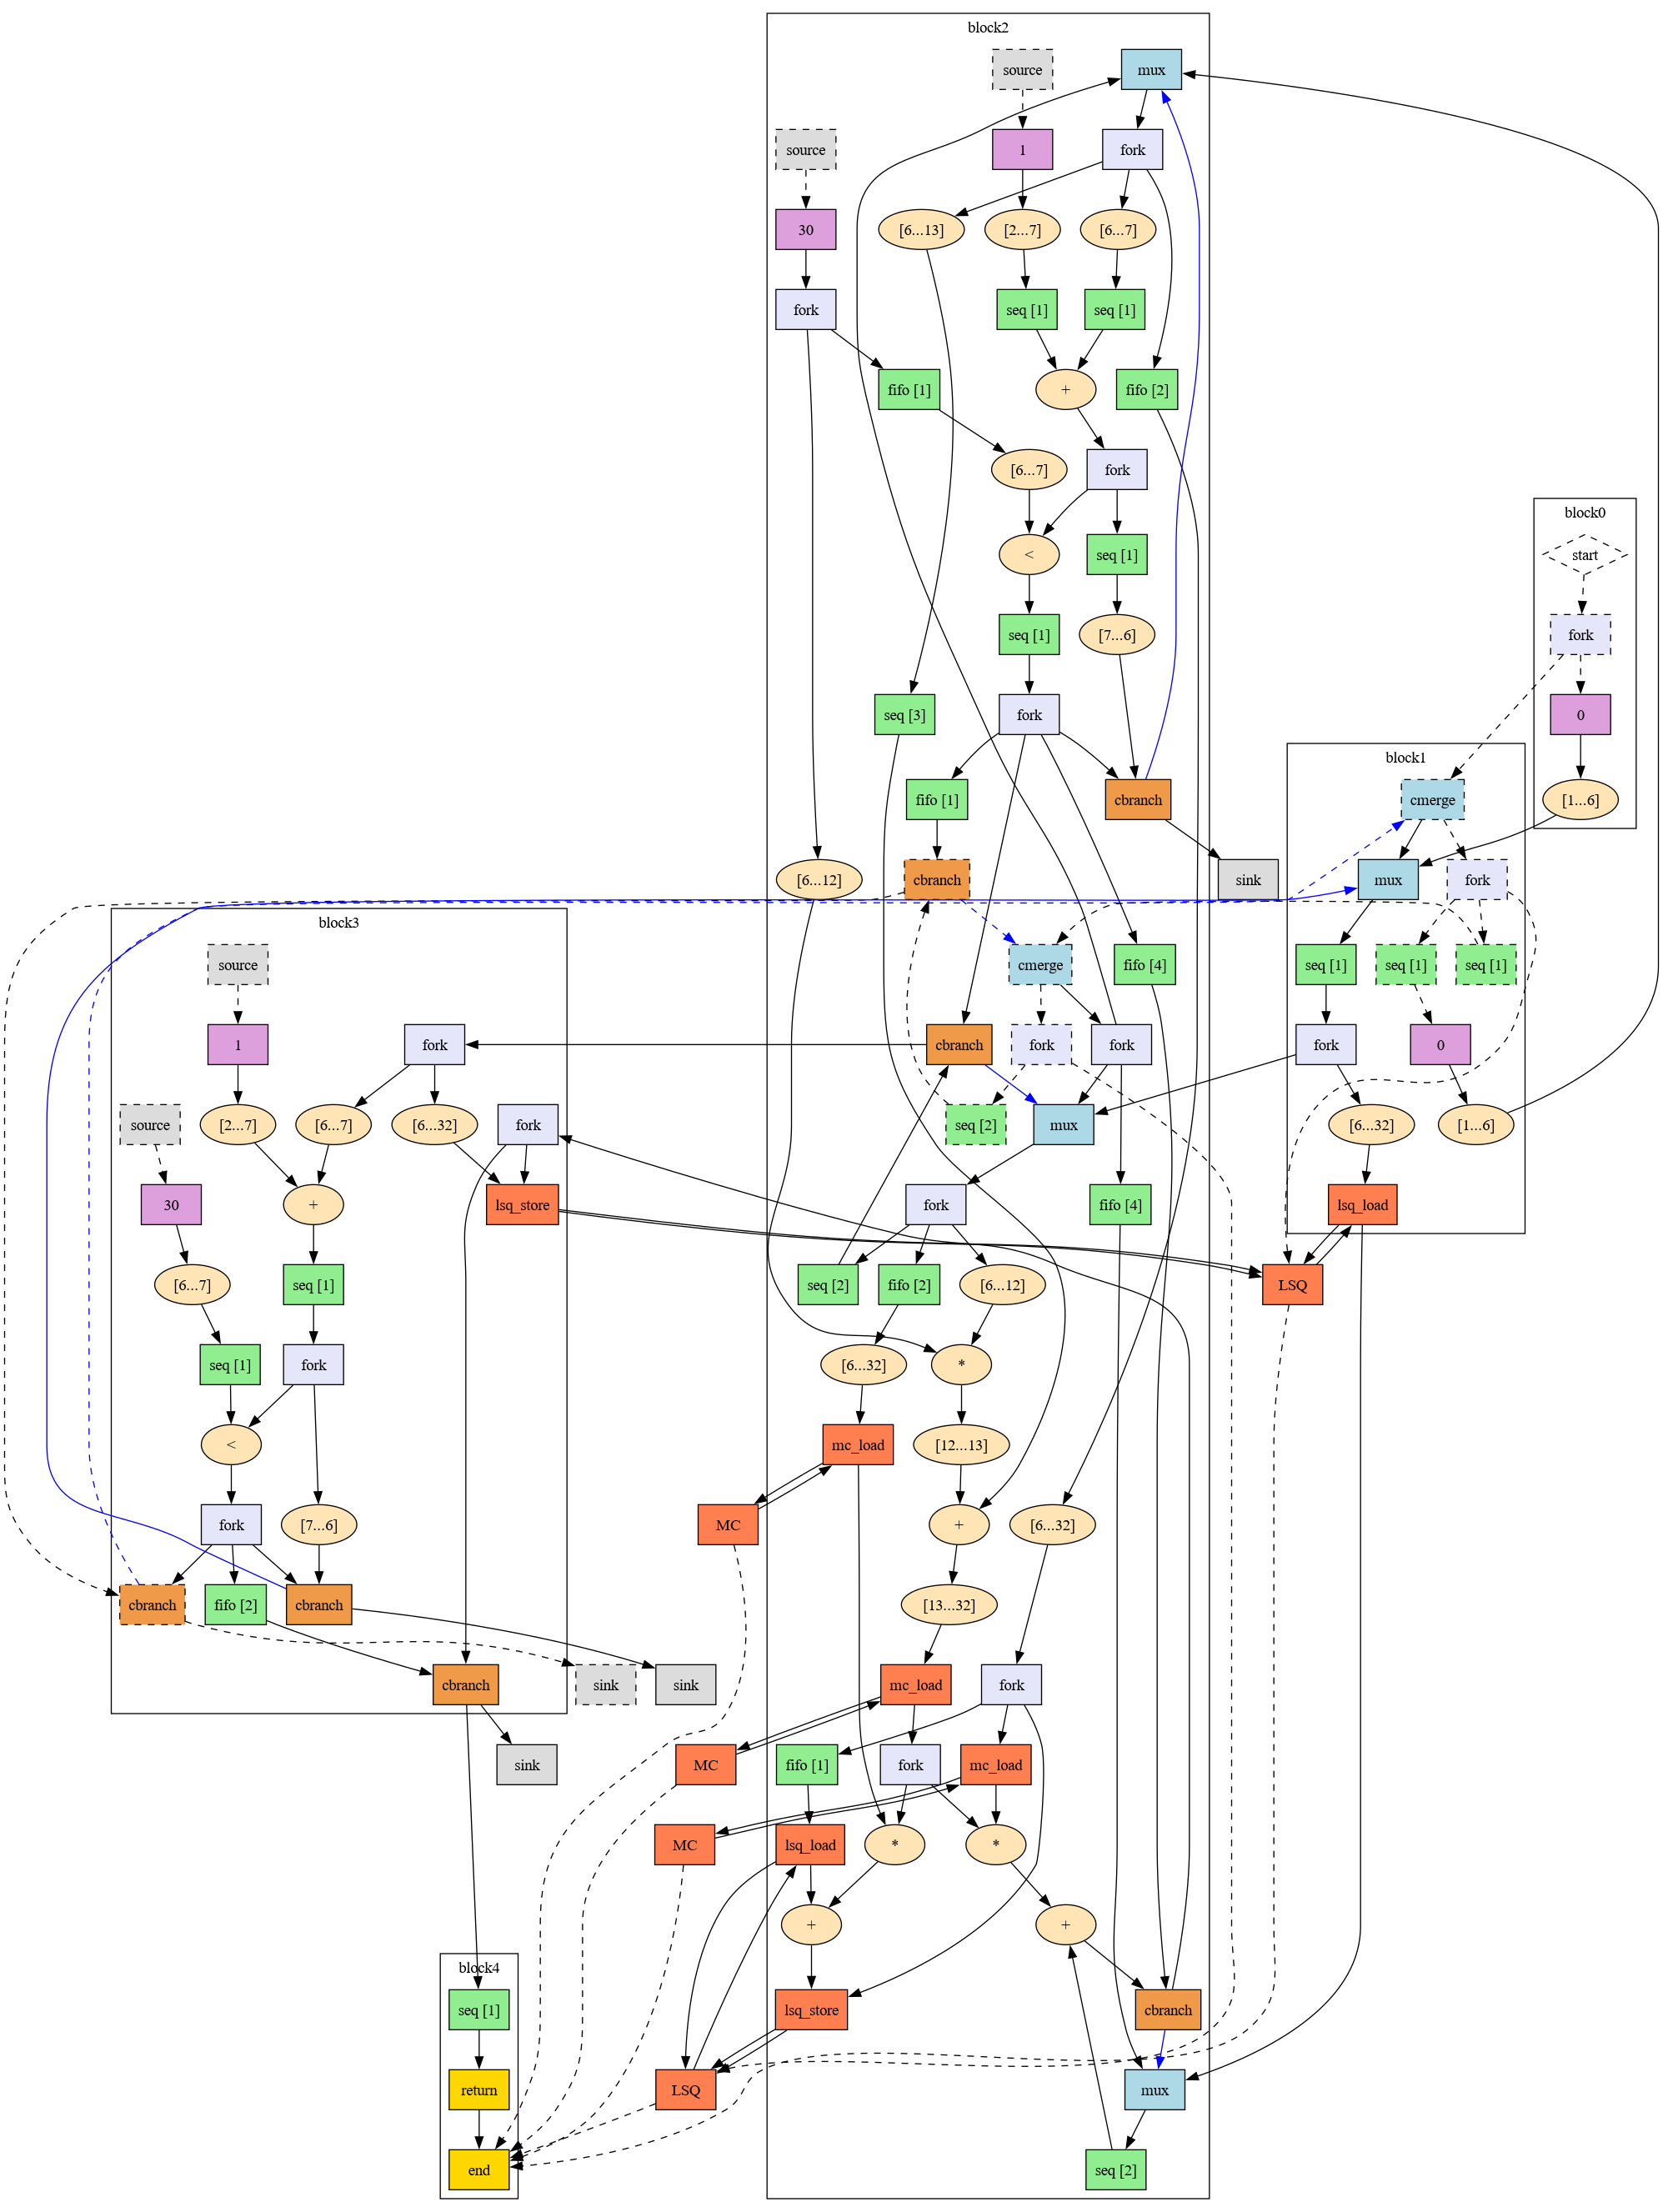 block2
source
mux
source
1
fork
30
[6...13]
[2...7]
[6...7]
fork
seq [1]
seq [1]
fifo [1]
+
fifo [2]
[6...7]
fork
<
seq [1]
seq [1]
[7...6]
seq [3]
fork
fifo [1]
cbranch
[6...12]
cbranch
sink
cmerge
fifo [4]
cbranch
fork
fork
seq [2]
mux
fork
fifo [4]
seq [2]
fifo [2]
[6...12]
[6...32]
*
mc_load
[12...13]
MC
+
[6...32]
[13...32]
mc_load
fork
MC
fifo [1]
fork
mc_load
MC
lsq_load
*
*
+
+
lsq_store
cbranch
LSQ
mux
seq [2]
block0
start
fork
0
[1...6]
block1
cmerge
mux
fork
seq [1]
seq [1]
seq [1]
fork
0
[6...32]
[1...6]
lsq_load
LSQ
block3
source
1
fork
source
[2...7]
[6...7]
[6...32]
fork
30
+
lsq_store
[6...7]
seq [1]
seq [1]
fork
<
fork
[7...6]
cbranch
fifo [2]
cbranch
cbranch
sink
sink
sink
block4
seq [1]
return
end